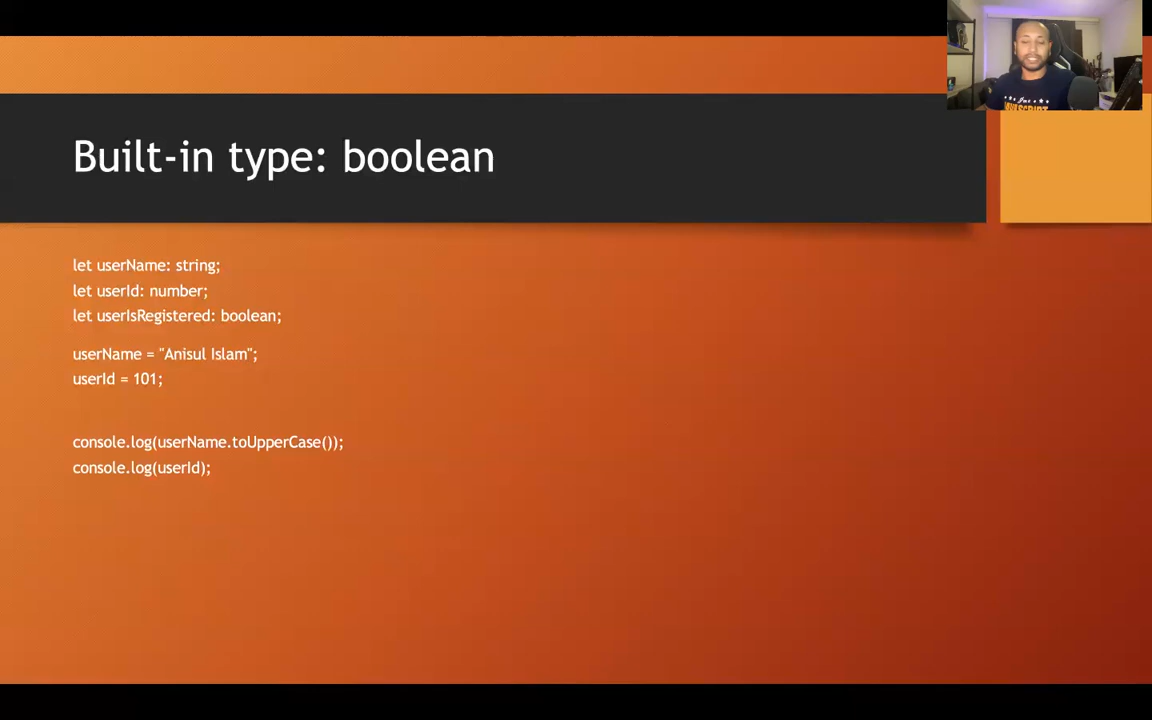 Built-in type: boolean
let userName: string;
let userId: number;
let userIsRegistered: boolean;
userName = "Anisul Islam";
userId = 101;
console.log(userName.toUpperCase());
console.log(userId);
JAVASCRIPT